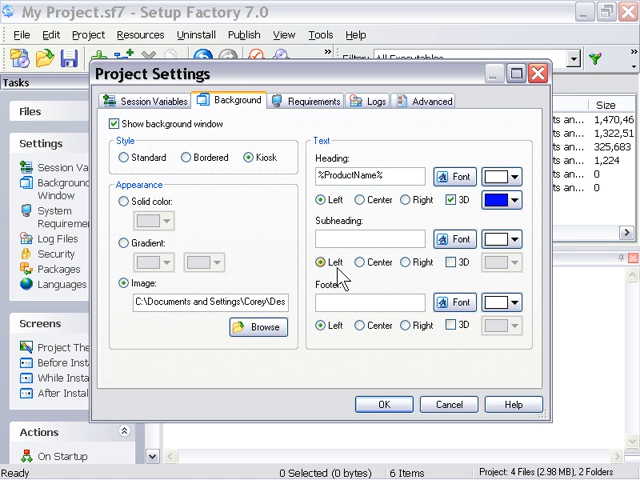 My Project.sf7 - Setup Factory 7.0
File Edit Project Resources Uninstall Publish View Tools Help
Filter: All Executables
Tasks
Files
Settings
Session Va
Background
Window
System
Requireme
Log Files
Security
Packages
Languages
Screens
Project The
Before Inst
While Insta
After Instal
Actions
On Startup
Size
ts an... 1,470,46
ts an... 1,322,51
ts an... 325,683
ts an... 1,224
ts an... 0
ts an... 0
Project Settings
Session Variables Background Requirements Logs Advanced
Show background window
Style
Standard Bordered Kiosk
Appearance
Solid color:
Gradient:
Image:
C:\Documents and Settings\Corey\Des
Browse
Text
Heading:
%ProductName% Font
Left Center Right 3D
Subheading:
Font
Left Center Right 3D
Footer:
Font
Left Center Right 3D
OK Cancel Help
Ready 0 Selected (0 bytes) 6 Items Project: 4 Files (2.98 MB), 2 Folders